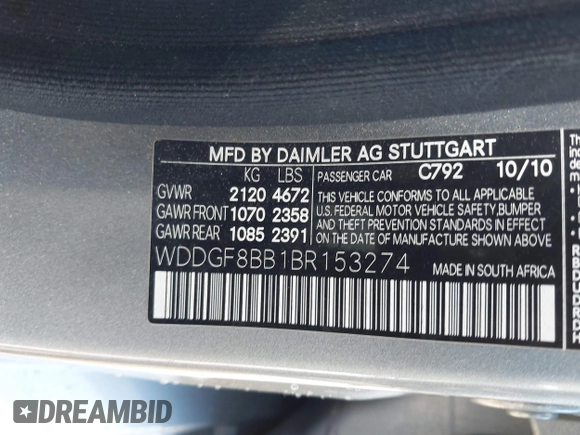 MFD BY DAIMLER AG STUTTGART
KG LBS PASSENGER CAR C792 10/10
GVWR 2120 4672
GAWR FRONT 1070 2358
GAWR REAR 1085 2391
THIS VEHICLE CONFORMS TO ALL APPLICABLE
U.S. FEDERAL MOTOR VEHICLE SAFETY, BUMPER
AND THEFT PREVENTION STANDARDS IN EFFECT
ON THE DATE OF MANUFACTURE SHOWN ABOVE.
WDDGF8BB1BR153274
MADE IN SOUTH AFRICA
DREAMBID